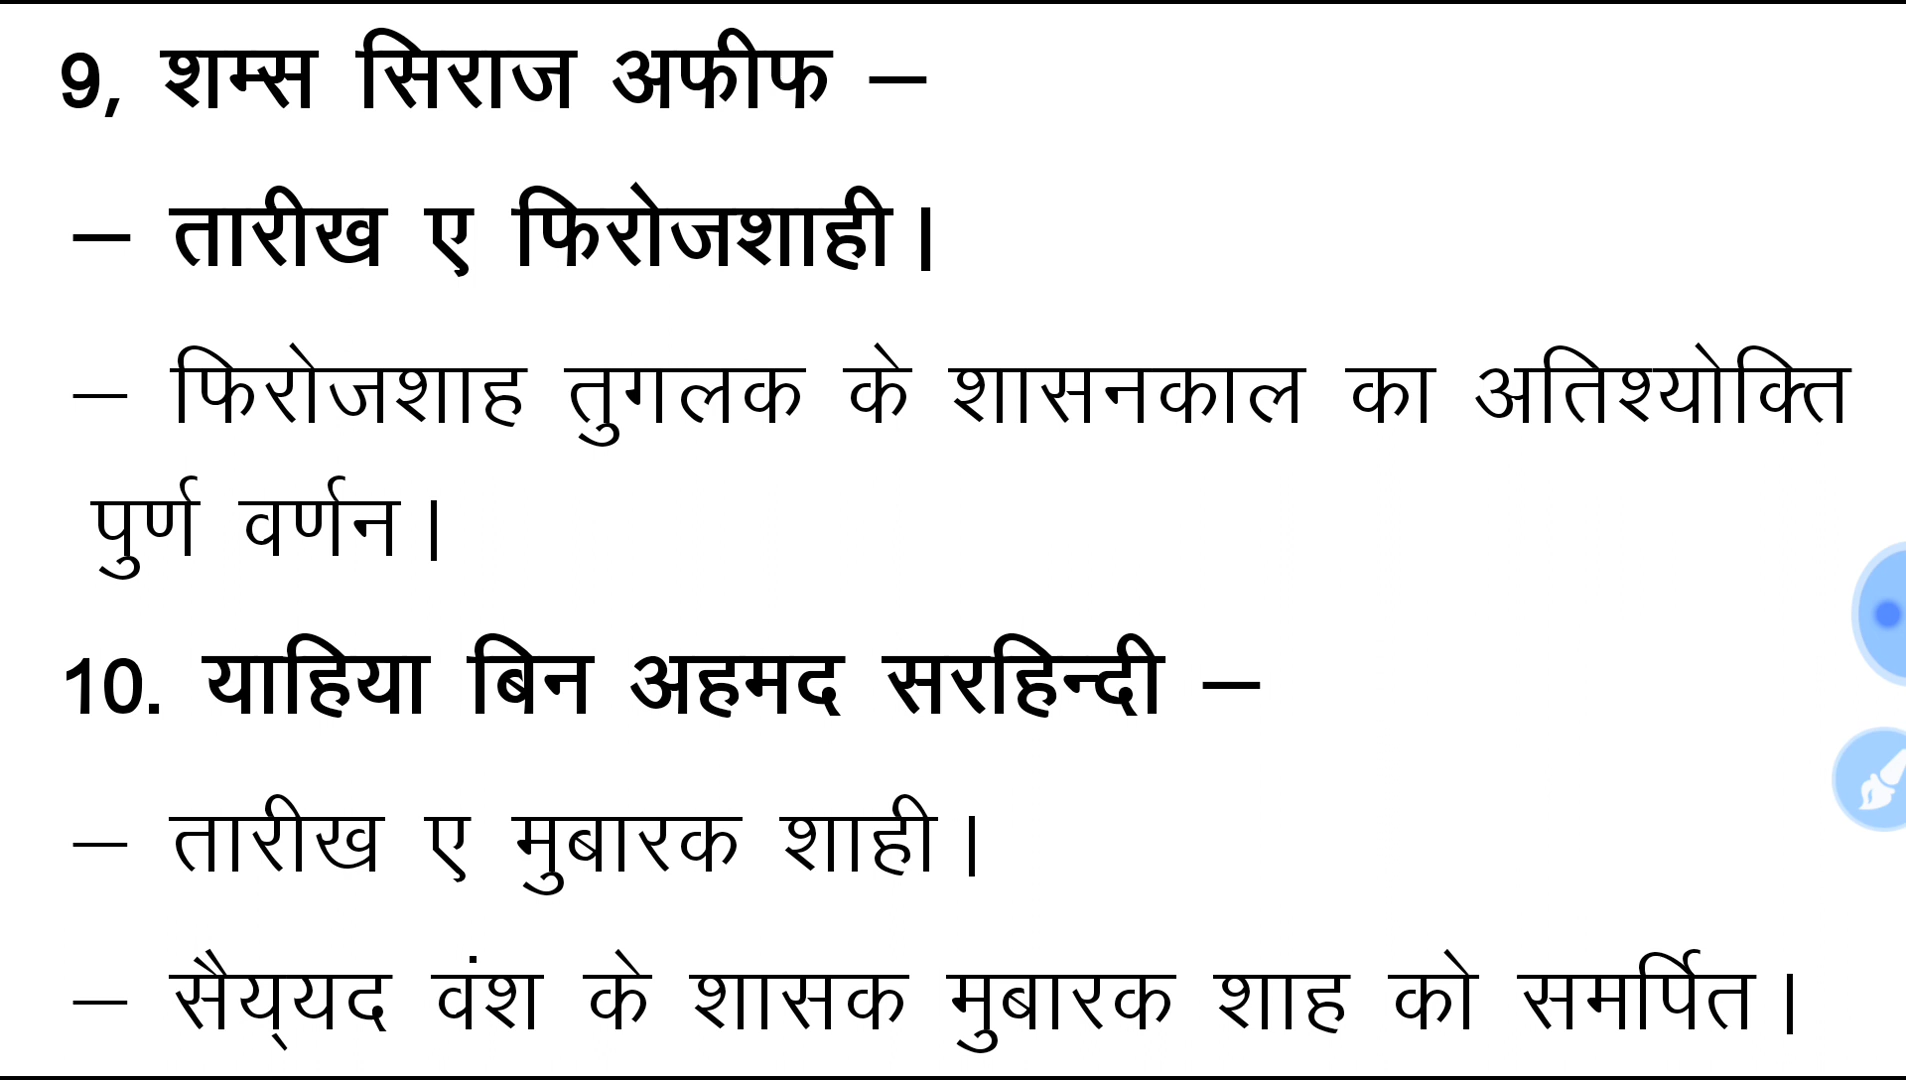 9, शम्स सिराज अफीफ –
– तारीख ए फिरोजशाही।
– फिरोजशाह तुगलक के शासनकाल का अतिश्योक्ति
पुर्ण वर्णन।
10. याहिया बिन अहमद सरहिन्दी –
– तारीख ए मुबारक शाही।
– सैय्‌यद वंश के शासक मुबारक शाह को समर्पित।